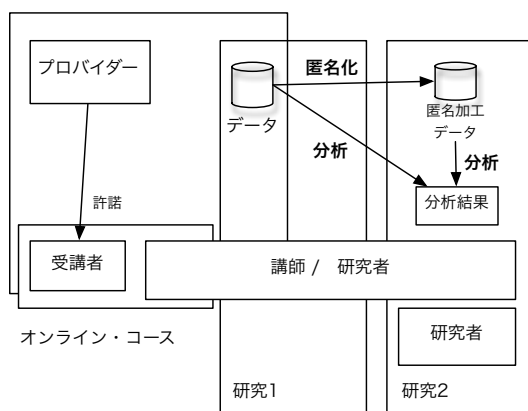 プロバイダー
匿名化
データ
匿名加工
データ
分析
分析
許諾
分析結果
受講者
講師 / 研究者
オンライン・コース
研究者
研究1
研究2